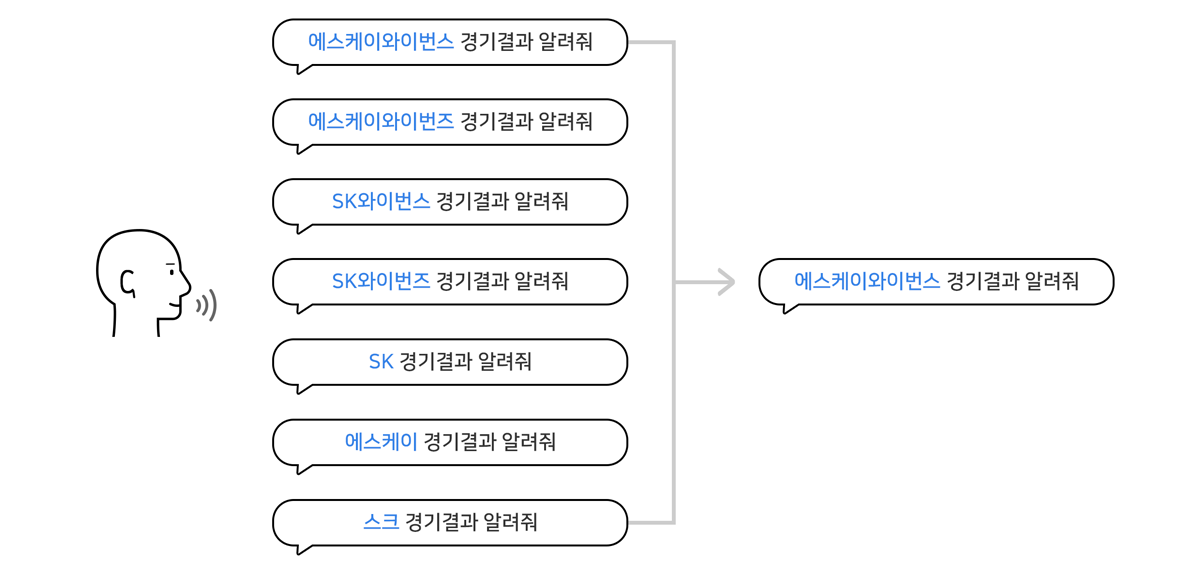 에스케이와이번스 경기결과 알려줘
에스케이와이번즈 경기결과 알려줘
SK와이번스 경기결과 알려줘
SK와이번즈 경기결과 알려줘
SK 경기결과 알려줘
에스케이 경기결과 알려줘
스크 경기결과 알려줘
에스케이와이번스 경기결과 알려줘